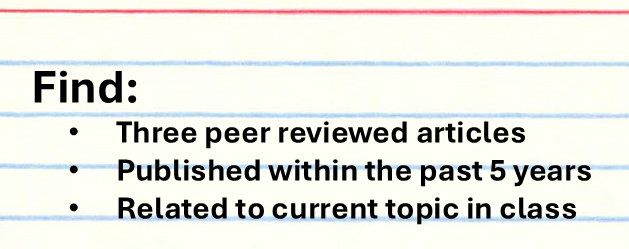 Find:
• Three peer reviewed articles
• Published within the past 5 years
• Related to current topic in class